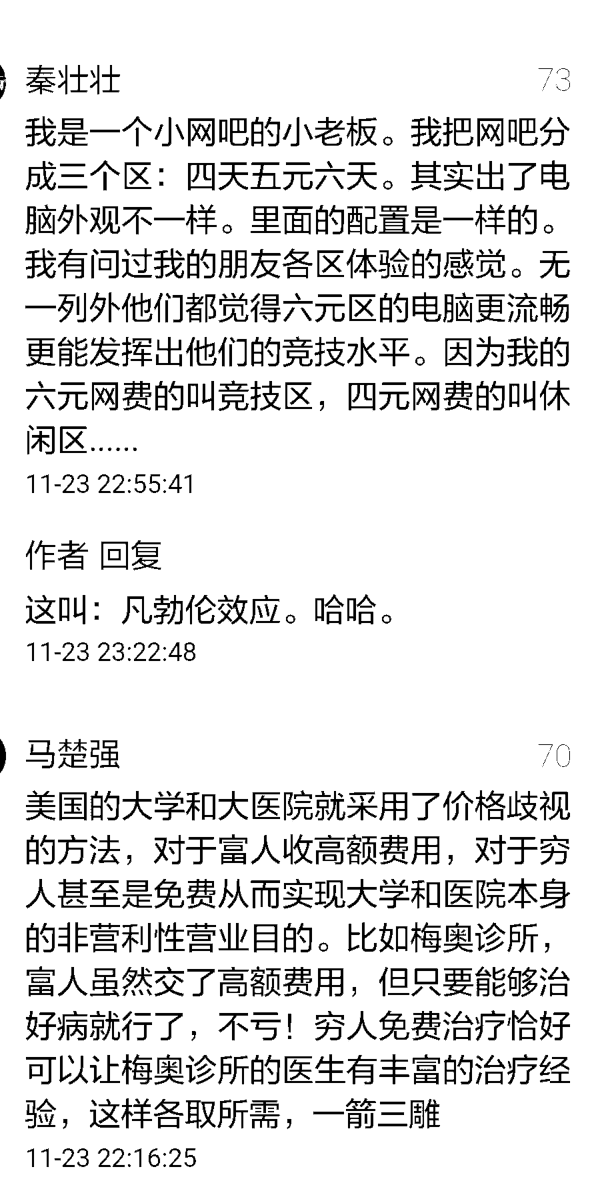 秦壮壮 73
我是一个小网吧的小老板。我把网吧分
成三个区：四天五元六天。其实出了电
脑外观不一样。里面的配置是一样的。
我有问过我的朋友各区体验的感觉。无
一列外他们都觉得六元区的电脑更流畅
更能发挥出他们的竞技水平。因为我的
六元网费的叫竞技区，四元网费的叫休
闲区……
11-23 22:55:41
作者 回复
这叫：凡勃伦效应。哈哈。
11-23 23:22:48
马楚强 70
美国的大学和大医院就采用了价格歧视
的方法，对于富人收高额费用，对于穷
人甚至是免费从而实现大学和医院本身
的非营利性营业目的。比如梅奥诊所，
富人虽然交了高额费用，但只要能够治
好病就行了，不亏！穷人免费治疗恰好
可以让梅奥诊所的医生有丰富的治疗经
验，这样各取所需，一箭三雕
11-23 22:16:25